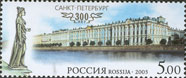 САНКТ-ПЕТЕРБУРГ
300
РОССИЯ ROSSIJA · 2003 5.00